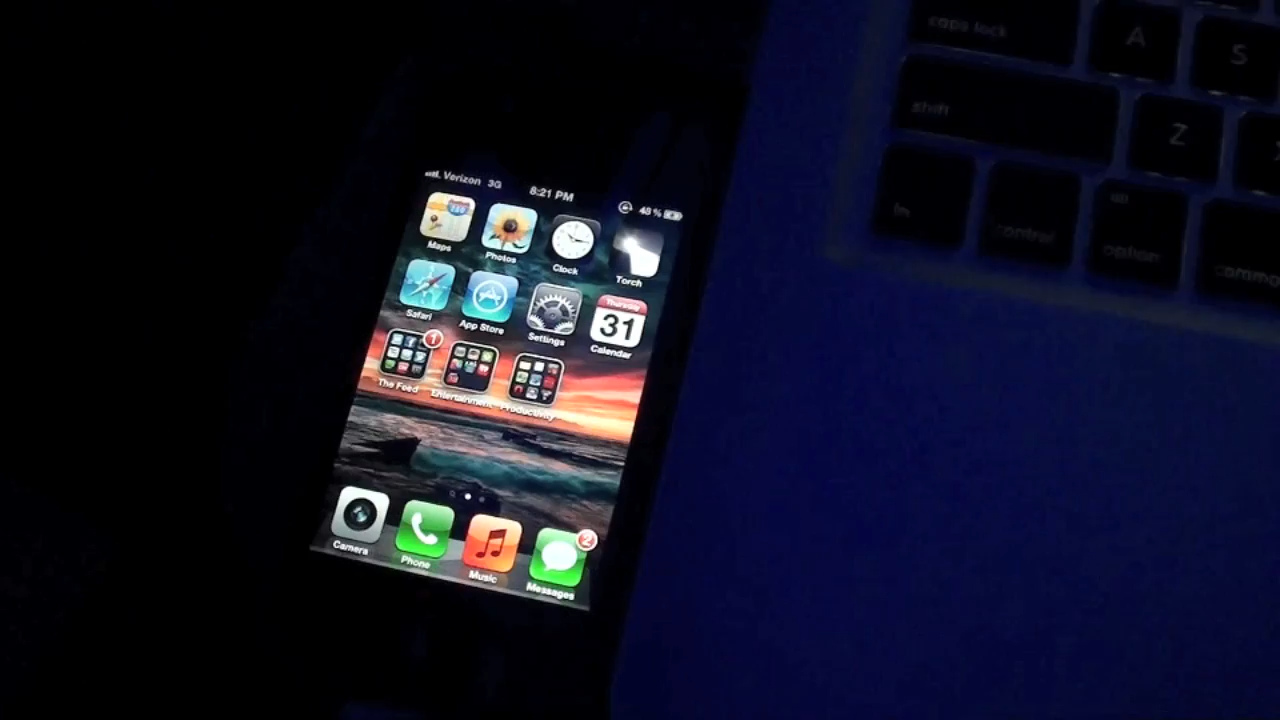 Verizon 3G 8:21 PM 48%
Maps Photos Clock Torch
Safari App Store Settings Thursday 31 Calendar
The Feed 1 Entertainment Productivity
Camera Phone Music Messages 2
caps lock A S
shift Z
fn control alt option